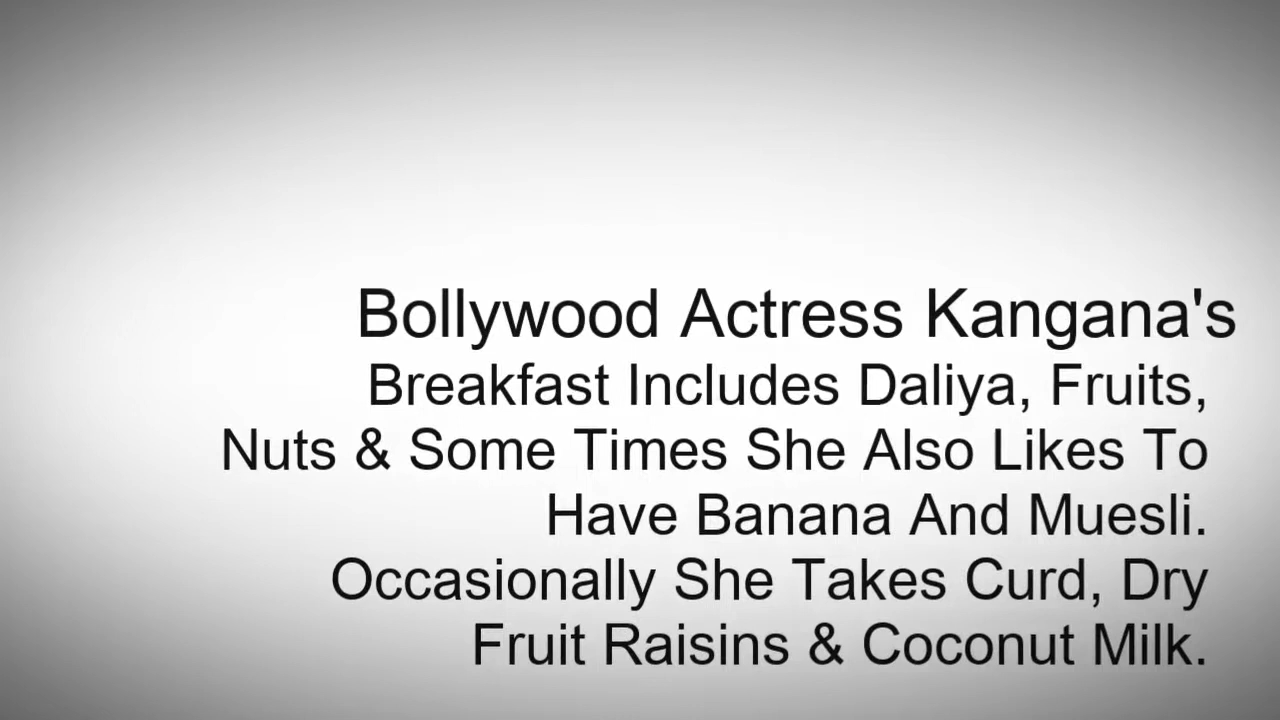 Bollywood Actress Kangana's
Breakfast Includes Daliya, Fruits,
Nuts & Some Times She Also Likes To
Have Banana And Muesli.
Occasionally She Takes Curd, Dry
Fruit Raisins & Coconut Milk.